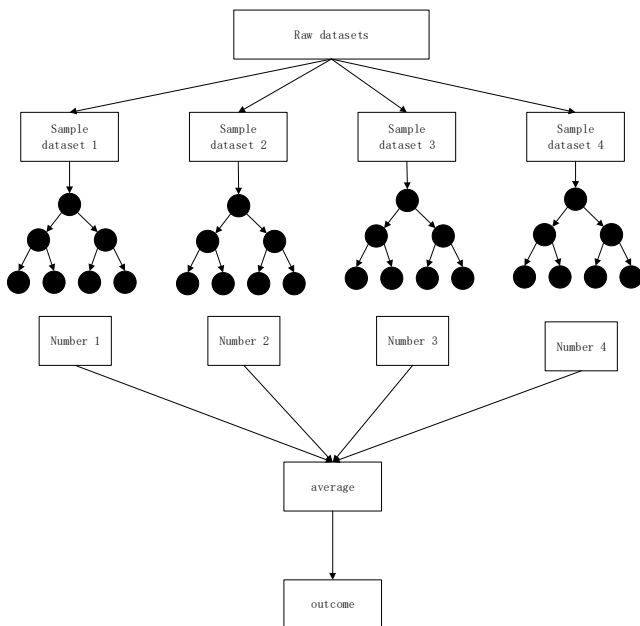 Raw datasets
Sample
dataset 1
Sample
dataset 2
Sample
dataset 3
Sample
dataset 4
Number 1
Number 2
Number 3
Number 4
average
outcome